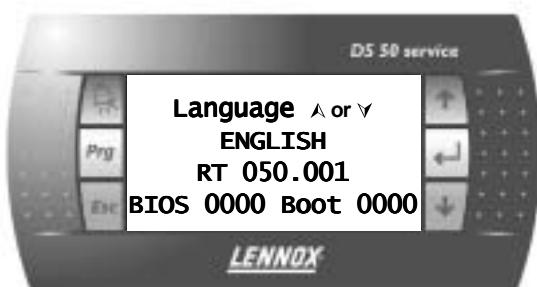 DS 50 service
Language ⋏ or ⋎
ENGLISH
Prg
RT 050.001
Esc
BIOS 0000 Boot 0000
LENNOX